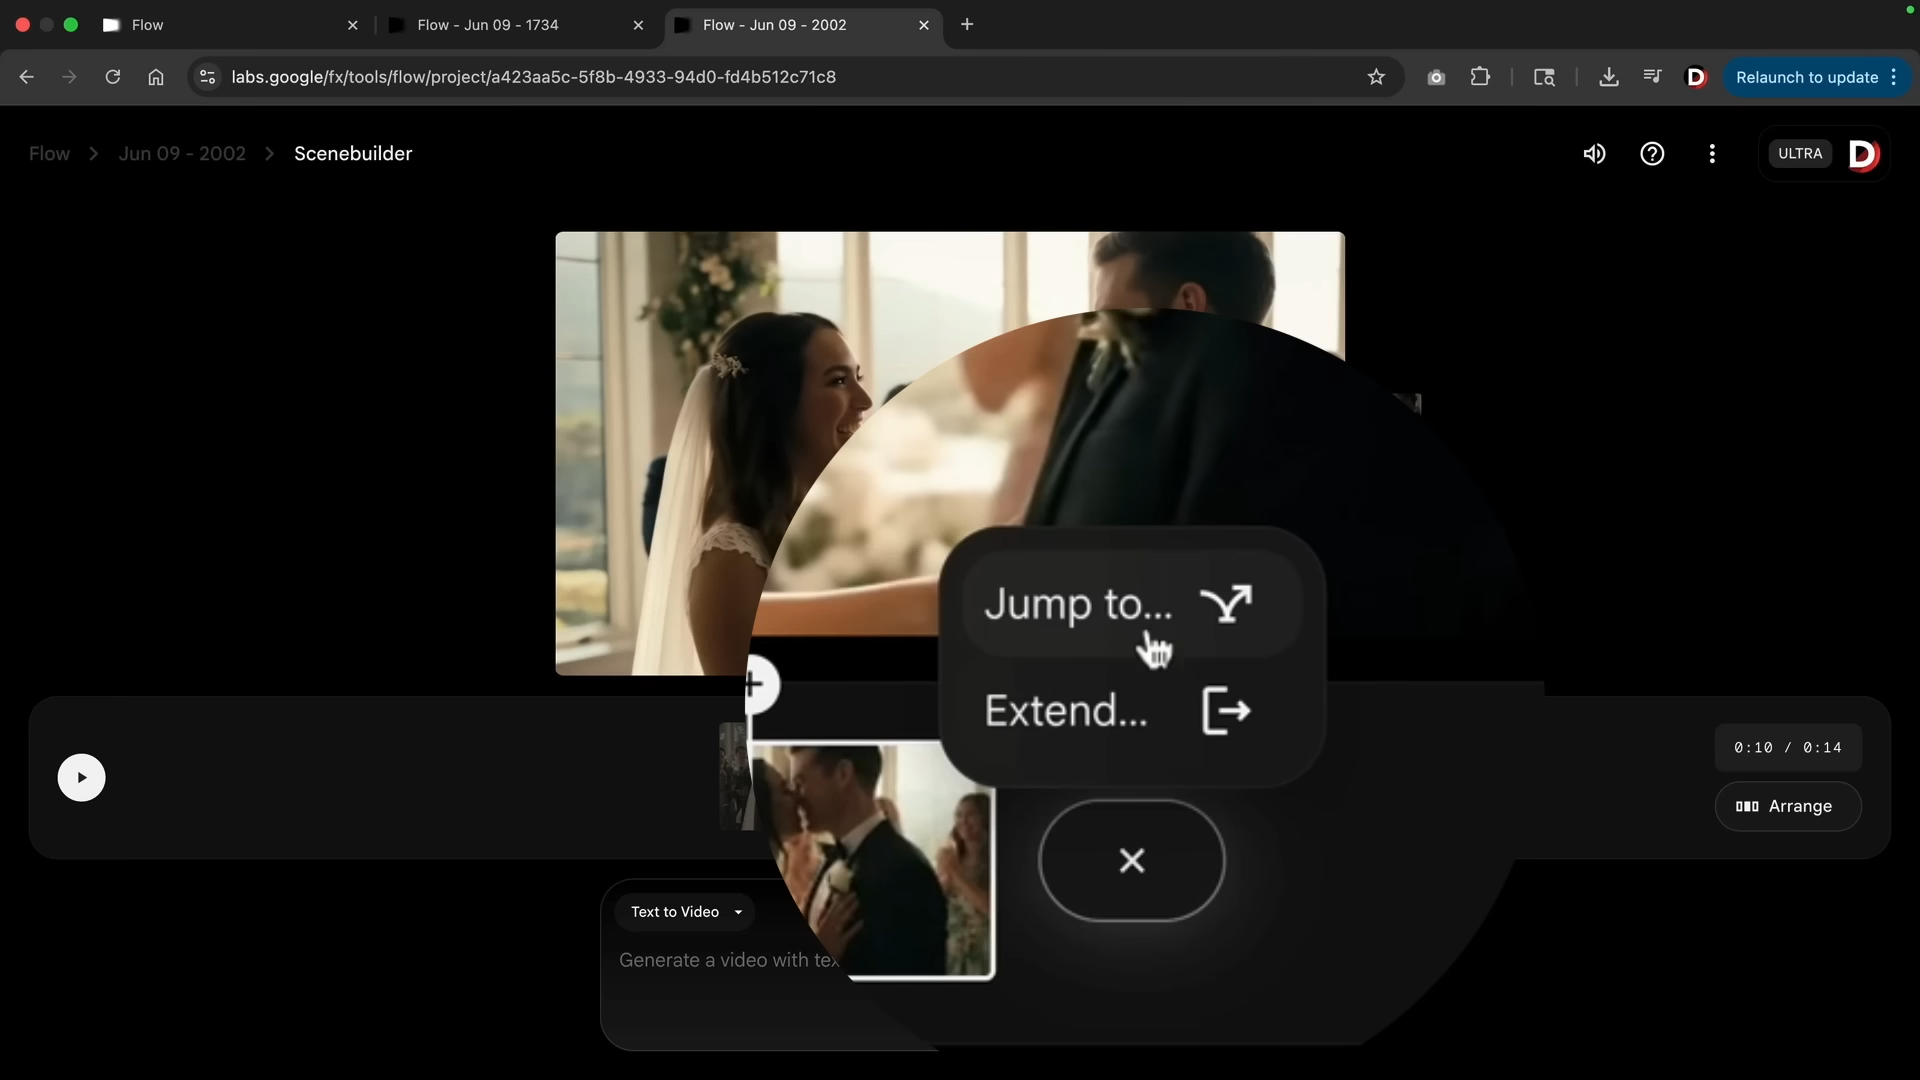 Flow
Flow - Jun 09 - 1734
Flow - Jun 09 - 2002
labs.google/fx/tools/flow/project/a423aa5c-5f8b-4933-94d0-fd4b512c71c8
D
Relaunch to update
Flow
Jun 09 - 2002
Scenebuilder
ULTRA
D
Jump to...
Extend...
0:10 / 0:14
Arrange
Text to Video
Generate a video with